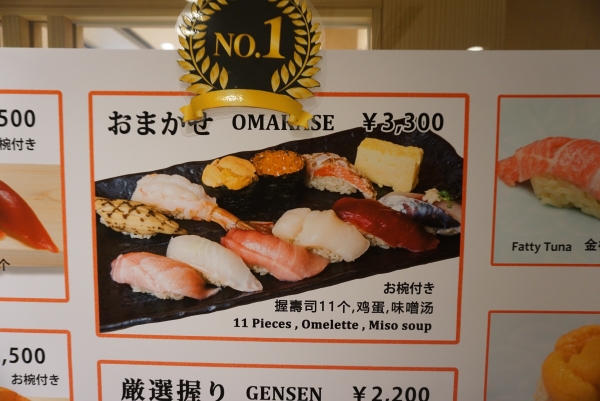 NO.1
500
椀付き
おまかせ OMAKASE ¥3,300
お椀付き
握壽司11个,鸡蛋,味噌汤
11 Pieces , Omelette , Miso soup
Fatty Tuna
个
,500
お椀付き
厳選握り GENSEN ¥2,200